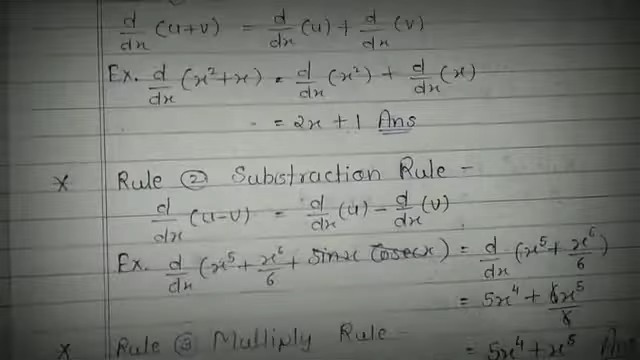 d/dx (u+v) = d/dx (u) + d/dx (v)
Ex. d/dx (x²+x) = d/dx (x²) + d/dx (x)
= 2x + 1 Ans
* Rule ② Substraction Rule -
d/dx (u-v) = d/dx (u) - d/dx (v)
Ex. d/dx (x⁵ + x⁶/6 + sinx cosecx) = d/dx (x⁵ + x⁶/6)
= 5x⁴ + 6x⁵/6
* Rule ③ Multiply Rule -
= 5x⁴ + x⁵ Ans